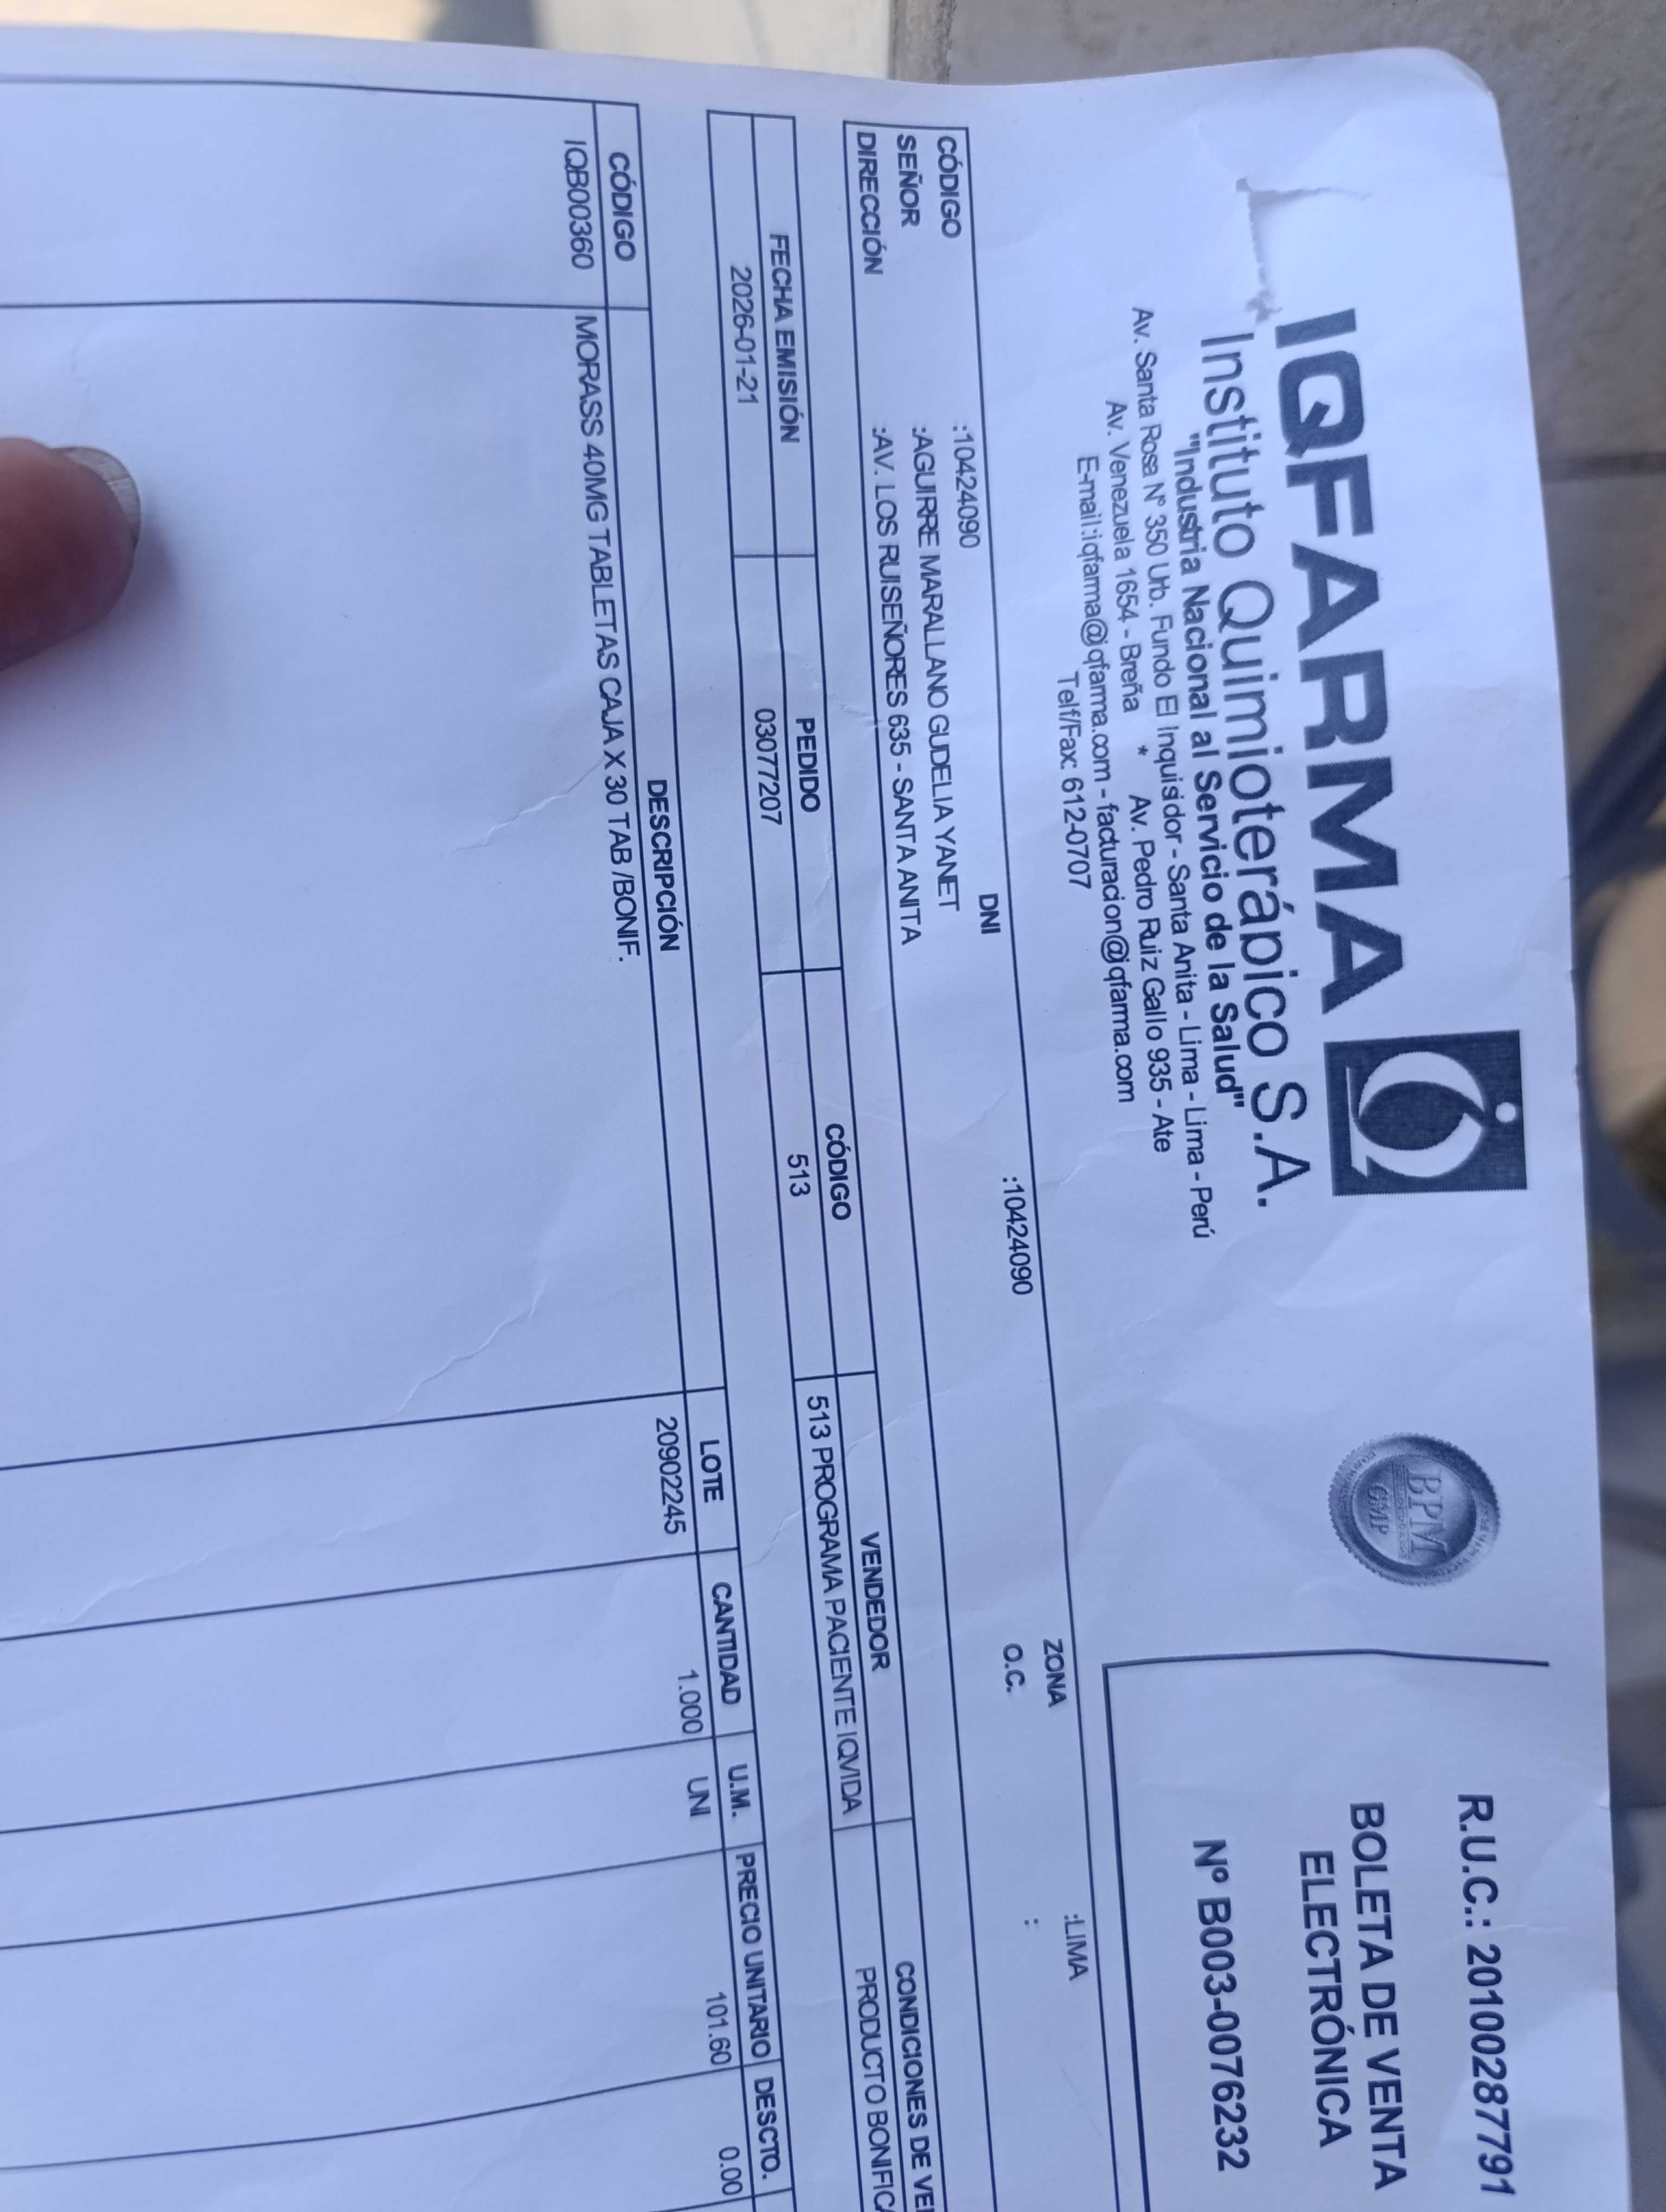 IQFARMA
Instituto Quimioterápico S.A.
"Industria Nacional al Servicio de la Salud"
Av. Santa Rosa Nº 350 Urb. Fundo El Inquisidor - Santa Anita - Lima - Lima - Perú
Av. Venezuela 1654 - Breña * Av. Pedro Ruiz Gallo 935 - Ate
E-mail:iqfarma@iqfarma.com - facturacion@iqfarma.com
Telf/Fax: 612-0707
BPM
GMP
R.U.C.: 20100287791
BOLETA DE VENTA
ELECTRÓNICA
Nº B003-0076232
CÓDIGO :10424090 DNI :10424090 ZONA :LIMA
SEÑOR :AGUIRRE MARALLANO GUDELIA YANET O.C. :
DIRECCIÓN :AV. LOS RUISEÑORES 635 - SANTA ANITA
FECHA EMISIÓN PEDIDO CÓDIGO VENDEDOR CONDICIONES DE
2026-01-21 03077207 513 513 PROGRAMA PACIENTE IQVIDA PRODUCTO
CÓDIGO DESCRIPCIÓN LOTE CANTIDAD U.M. PRECIO UNITARIO DESCTO.
IQB00360 MORASS 40MG TABLETAS CAJA X 30 TAB /BONIF. 20902245 1.000 UNI 101.60 0.00